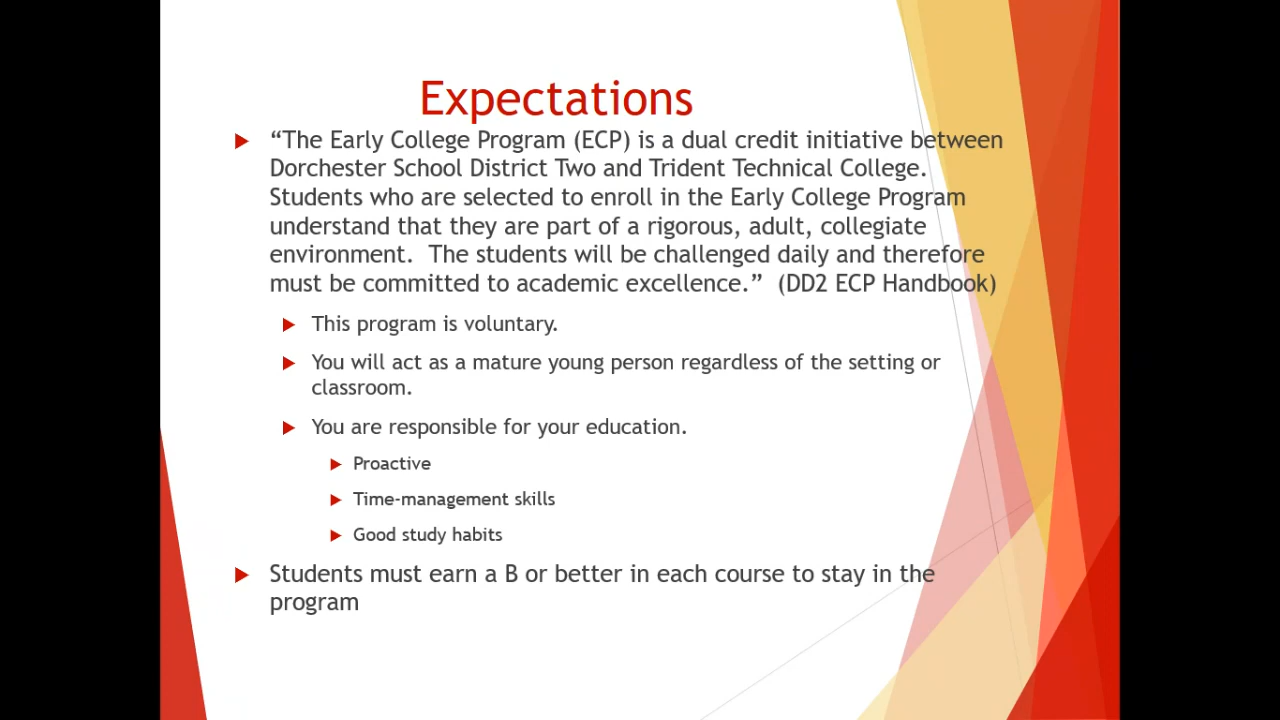 Expectations
“The Early College Program (ECP) is a dual credit initiative between
Dorchester School District Two and Trident Technical College.
Students who are selected to enroll in the Early College Program
understand that they are part of a rigorous, adult, collegiate
environment.  The students will be challenged daily and therefore
must be committed to academic excellence.”  (DD2 ECP Handbook)
This program is voluntary.
You will act as a mature young person regardless of the setting or
classroom.
You are responsible for your education.
Proactive
Time-management skills
Good study habits
Students must earn a B or better in each course to stay in the
program